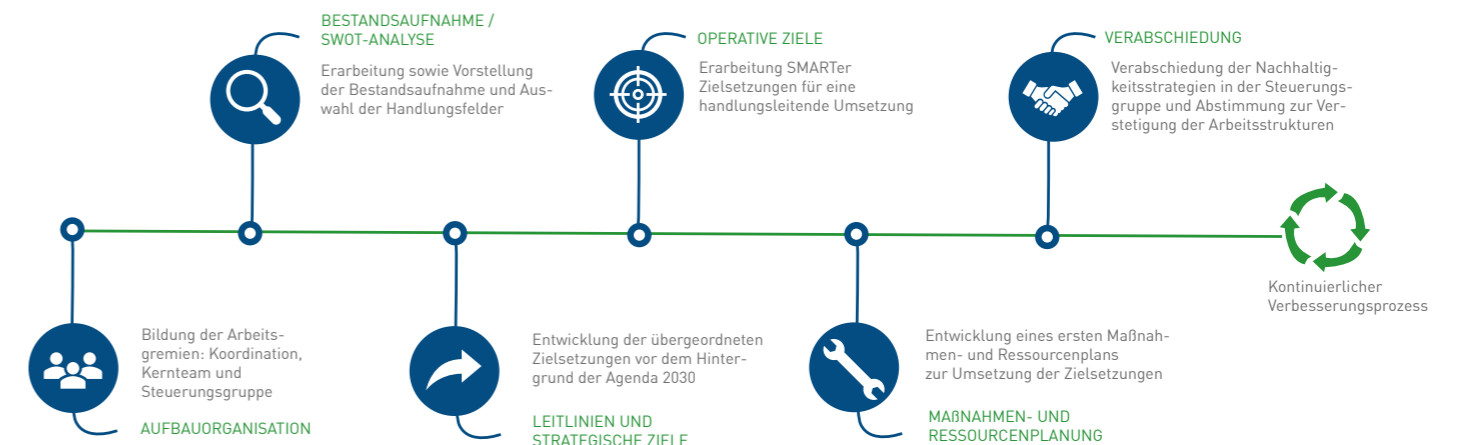 BESTANDSAUFNAHME /
SWOT-ANALYSE
Erarbeitung sowie Vorstellung
der Bestandsaufnahme und Aus-
wahl der Handlungsfelder
OPERATIVE ZIELE
Erarbeitung SMARTer
Zielsetzungen für eine
handlungsleitende Umsetzung
VERABSCHIEDUNG
Verabschiedung der Nachhaltig-
keitsstrategien in der Steuerungs-
gruppe und Abstimmung zur Ver-
stetigung der Arbeitsstrukturen
Kontinuierlicher
Verbesserungsprozess
Bildung der Arbeits-
gremien: Koordination,
Kernteam und
Steuerungsgruppe
AUFBAUORGANISATION
Entwicklung der übergeordneten
Zielsetzungen vor dem Hinter-
grund der Agenda 2030
LEITLINIEN UND
STRATEGISCHE ZIELE
Entwicklung eines ersten Maßnah-
men- und Ressourcenplans
zur Umsetzung der Zielsetzungen
MAßNAHMEN- UND
RESSOURCENPLANUNG